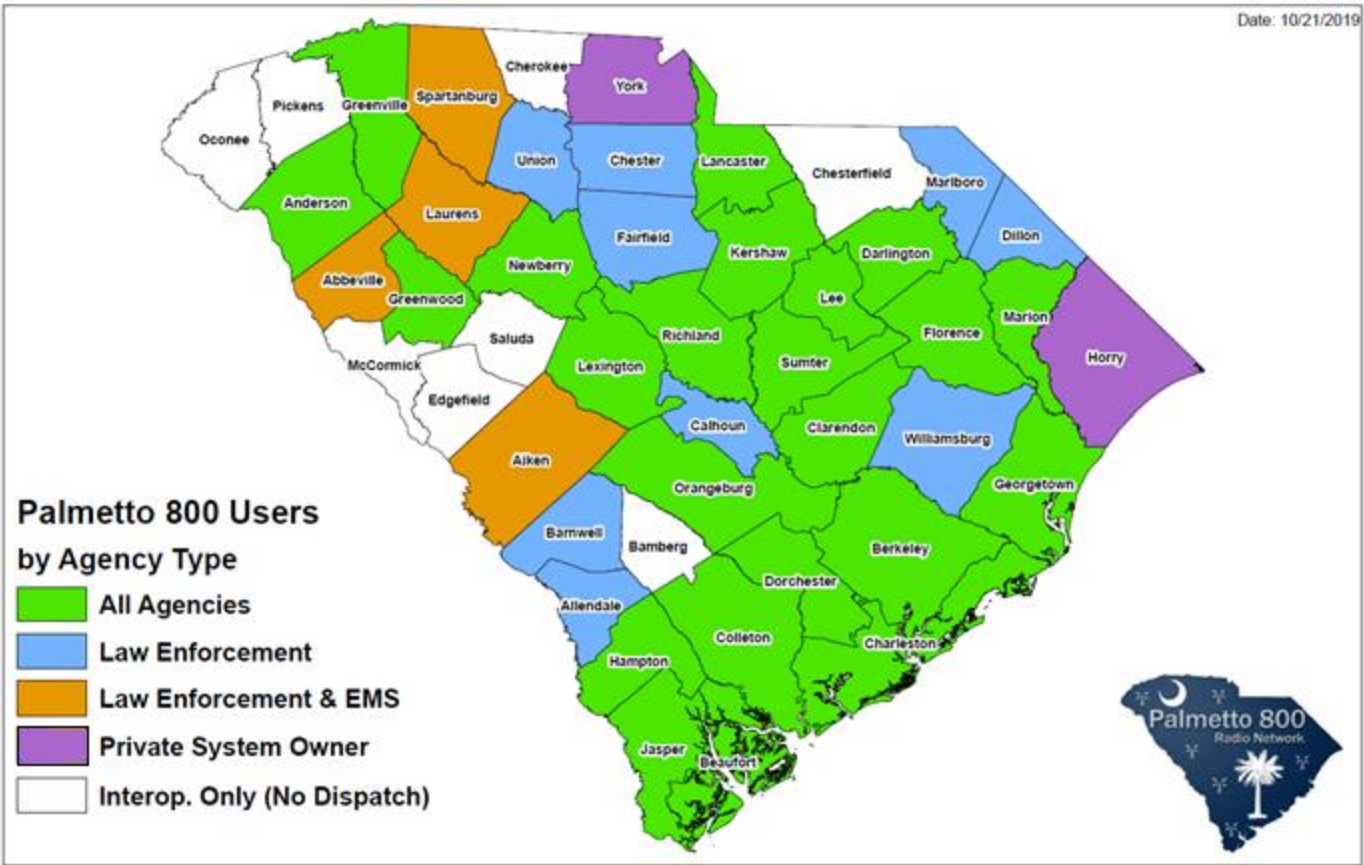 Date: 10/21/2019
Cherokee
York
Spartanburg
Pickens
Greenville
Oconee
Union
Chester
Lancaster
Chesterfield
Marlboro
Anderson
Laurens
Fairfield
Dillon
Kershaw
Darlington
Newberry
Abbeville
Greenwood
Lee
Marion
Florence
Richland
Saluda
Horry
McCormick
Lexington
Sumter
Edgefield
Calhoun
Clarendon
Williamsburg
Aiken
Orangeburg
Georgetown
Barnwell
Bamberg
Berkeley
Dorchester
Allendale
Colleton
Charleston
Hampton
Jasper
Beaufort
Palmetto 800 Users
by Agency Type
All Agencies
Law Enforcement
Law Enforcement & EMS
Private System Owner
Interop. Only (No Dispatch)
Palmetto 800
Radio Network